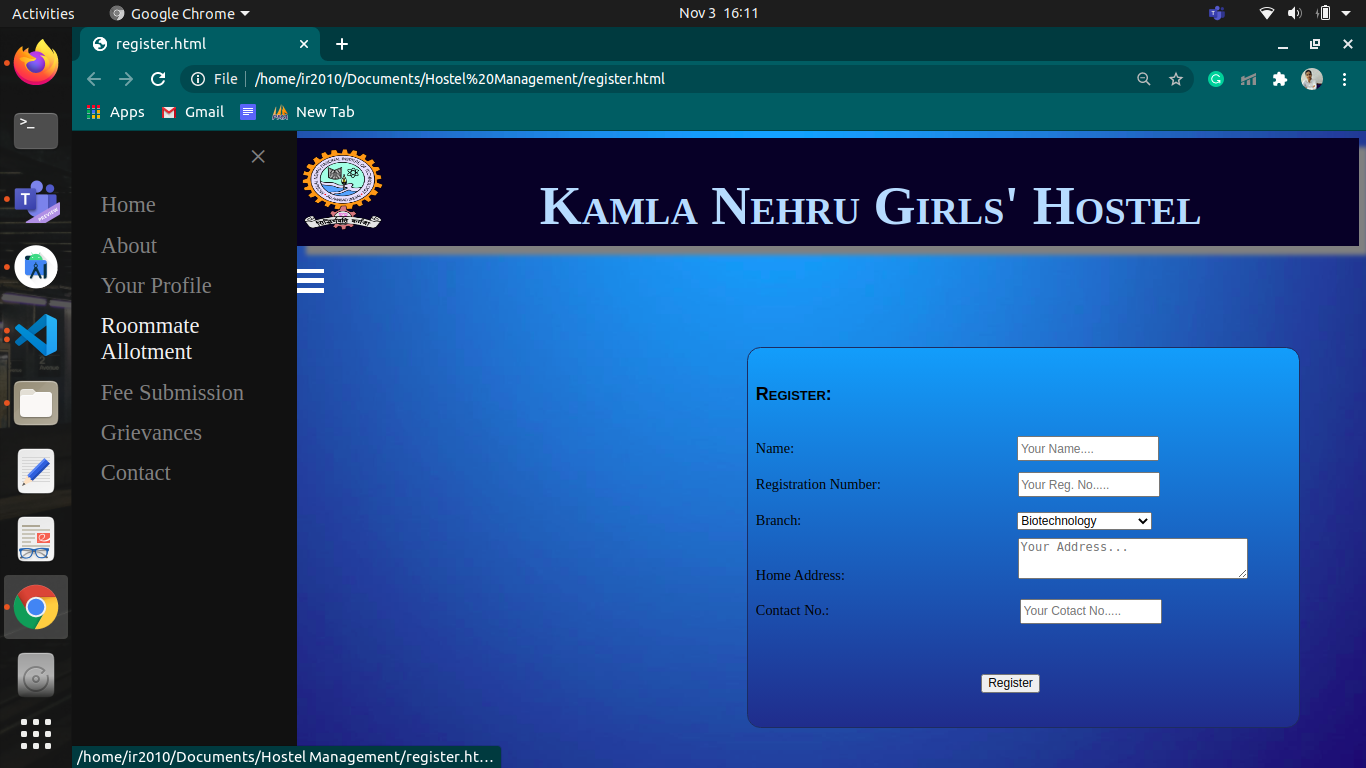 Activities
Google Chrome
Nov 3 16:11
register.html
File
/home/ir2010/Documents/Hostel%20Management/register.html
Apps
Gmail
New Tab
Kamla Nehru Girls' Hostel
Home
About
Your Profile
Roommate
Allotment
Fee Submission
Grievances
Contact
Register:
Name:
Your Name....
Registration Number:
Your Reg. No.....
Branch:
Biotechnology
Home Address:
Your Address...
Contact No.:
Your Cotact No.....
Register
/home/ir2010/Documents/Hostel Management/register.ht…